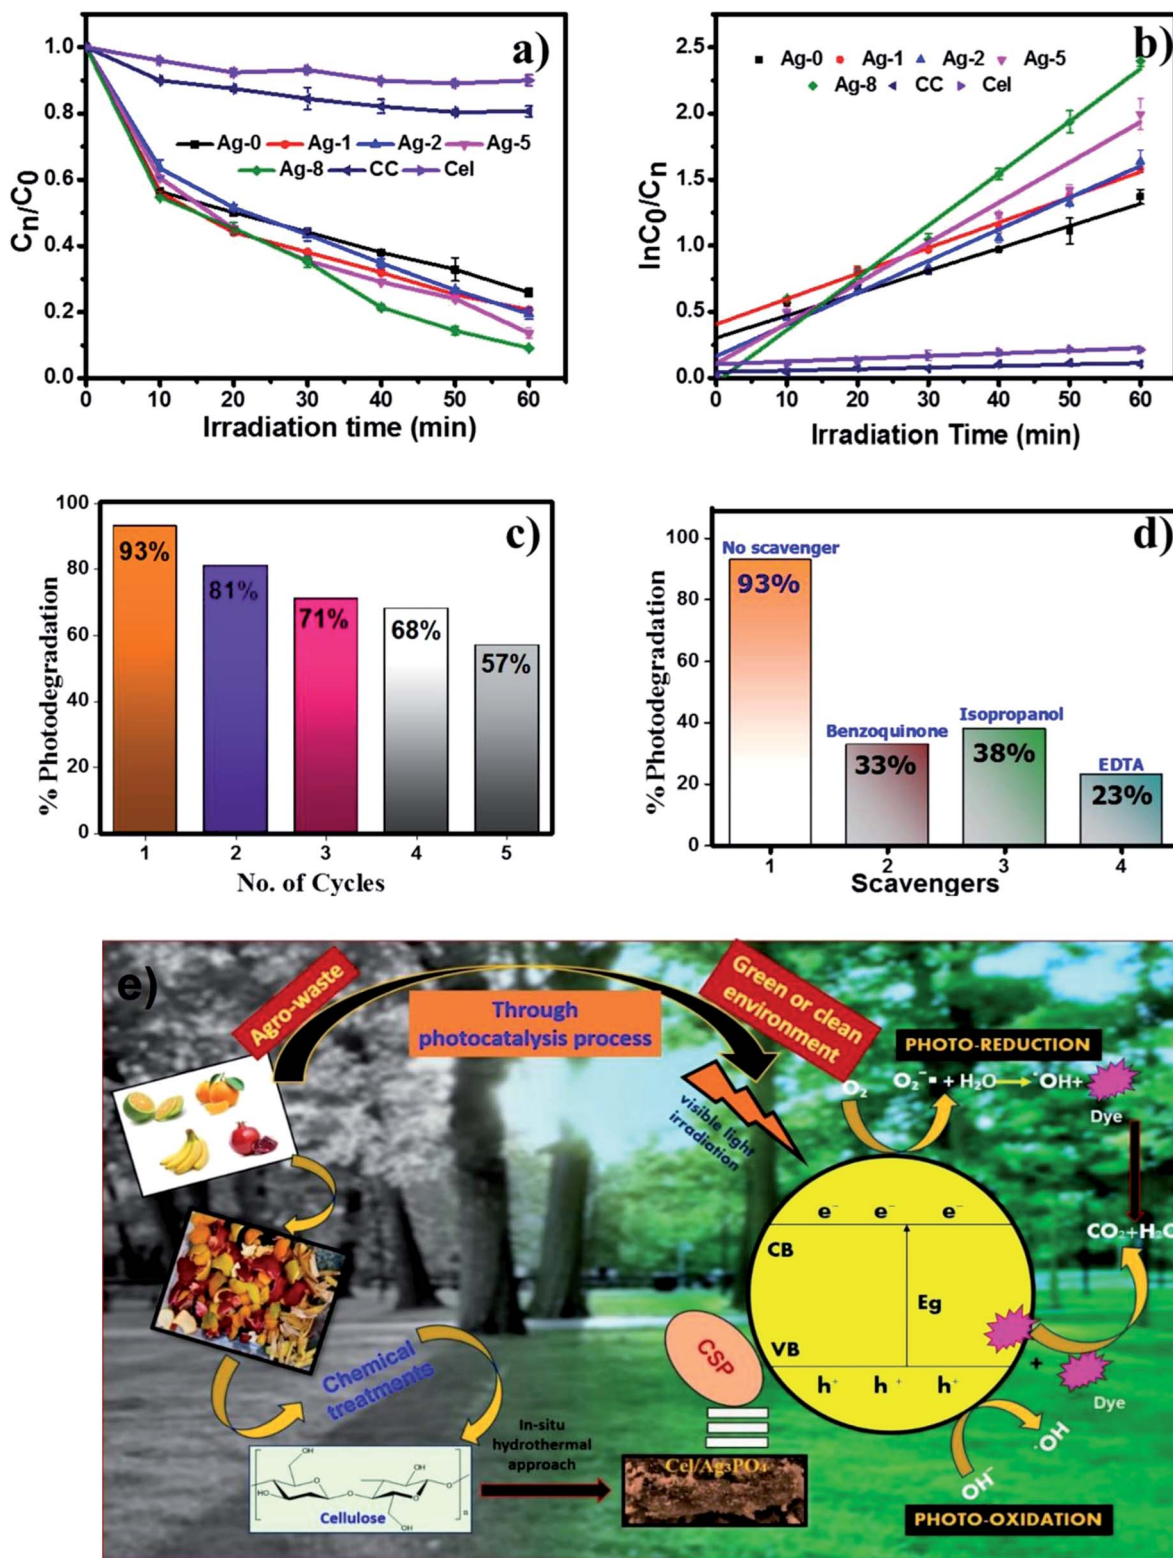 a)
1.0
0.8
0.6
0.4
0.2
0.0
Cn/C0
Ag-0 Ag-1 Ag-2 Ag-5
Ag-8 CC Cel
0 10 20 30 40 50 60
Irradiation time (min)
b)
2.5
2.0
1.5
1.0
0.5
0.0
lnC0/Cn
Ag-0 Ag-1 Ag-2 Ag-5
Ag-8 CC Cel
0 10 20 30 40 50 60
Irradiation Time (min)
c)
100
80
60
40
20
0
% Photodegradation
93%
81%
71%
68%
57%
1 2 3 4 5
No. of Cycles
d)
100
80
60
40
20
0
% Photodegradation
No scavenger
93%
Benzoquinone
33%
Isopropanol
38%
EDTA
23%
1 2 3 4
Scavengers
e)
Agro-waste
Through
photocatalysis process
Green or clean
environment
visible light
irradiation
PHOTO-REDUCTION
O₂
O₂⁻▪ + H₂O ˙OH+
Dye
CO₂+H₂O
e⁻ e⁻ e⁻
CB
Eg
VB
h⁺ h⁺ h⁺
+
Dye
˙OH
OH⁻
PHOTO-OXIDATION
CSP
Chemical
treatments
In-situ
hydrothermal
approach
Cel/Ag₃PO₄
OH
OH
HO
O
O
O
O
OH
n
Cellulose